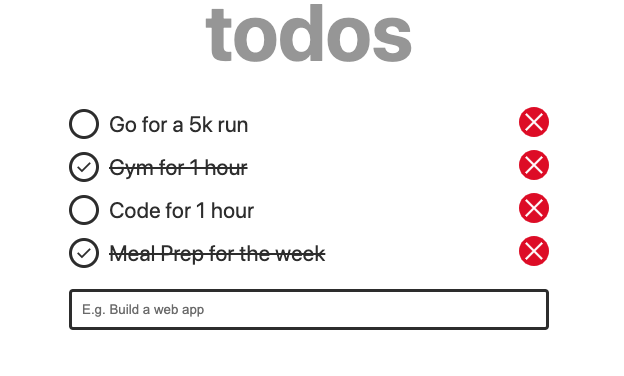 todos
Go for a 5k run
Gym for 1 hour
Code for 1 hour
Meal Prep for the week
E.g. Build a web app